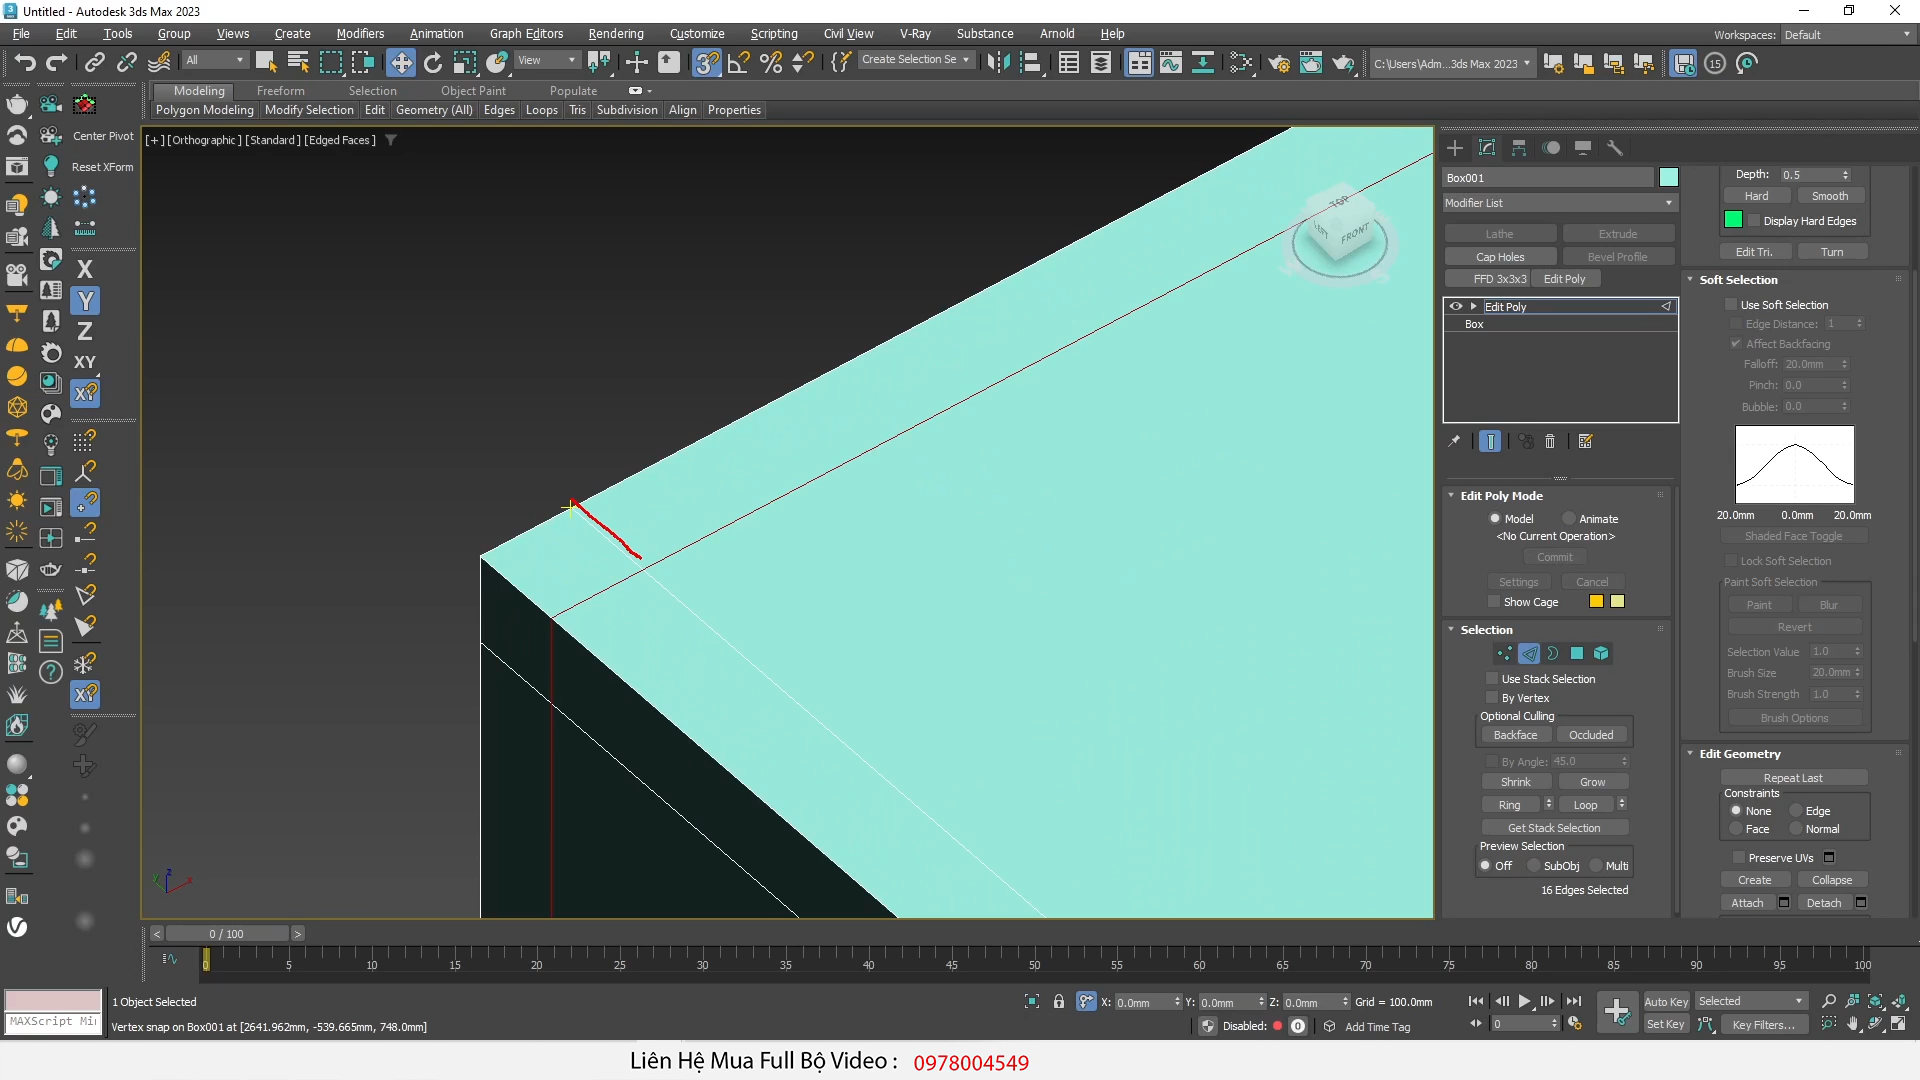 Untitled - Autodesk 3ds Max 2023
File Edit Tools Group Views Create Modifiers Animation Graph Editors Rendering Customize Scripting Civil View V-Ray Substance Arnold Help
Workspaces: Default
All View Create Selection Se C:\Users\Adm...3ds Max 2023 15
Modeling Freeform Selection Object Paint Populate
Polygon Modeling Modify Selection Edit Geometry (All) Edges Loops Tris Subdivision Align Properties
Center Pivot
Reset XForm
X
Y
Z
XY
XY
XY
[+] [Orthographic ] [Standard ] [Edged Faces ]
TOP
LEFT FRONT
z
y x
Box001
Modifier List
Lathe Extrude
Cap Holes Bevel Profile
FFD 3x3x3 Edit Poly
Edit Poly
Box
Edit Poly Mode
Model Animate
<No Current Operation>
Commit
Settings Cancel
Show Cage
Selection
Use Stack Selection
By Vertex
Optional Culling
Backface Occluded
By Angle: 45.0
Shrink Grow
Ring Loop
Get Stack Selection
Preview Selection
Off SubObj Multi
16 Edges Selected
Depth: 0.5
Hard Smooth
Display Hard Edges
Edit Tri. Turn
Soft Selection
Use Soft Selection
Edge Distance: 1
Affect Backfacing
Falloff: 20.0mm
Pinch: 0.0
Bubble: 0.0
20.0mm 0.0mm 20.0mm
Shaded Face Toggle
Lock Soft Selection
Paint Soft Selection
Paint Blur
Revert
Selection Value 1.0
Brush Size 20.0mm
Brush Strength 1.0
Brush Options
Edit Geometry
Repeat Last
Constraints
None Edge
Face Normal
Preserve UVs
Create Collapse
Attach Detach
< 0 / 100 >
0 5 10 15 20 25 30 35 40 45 50 55 60 65 70 75 80 85 90 95 100
1 Object Selected
X: 0.0mm Y: 0.0mm Z: 0.0mm Grid = 100.0mm
Auto Key Selected
MAXScript Mi
Vertex snap on Box001 at [2641.962mm, -539.665mm, 748.0mm]
Disabled: 0 Add Time Tag
0
Set Key Key Filters...
Liên Hệ Mua Full Bộ Video : 0978004549